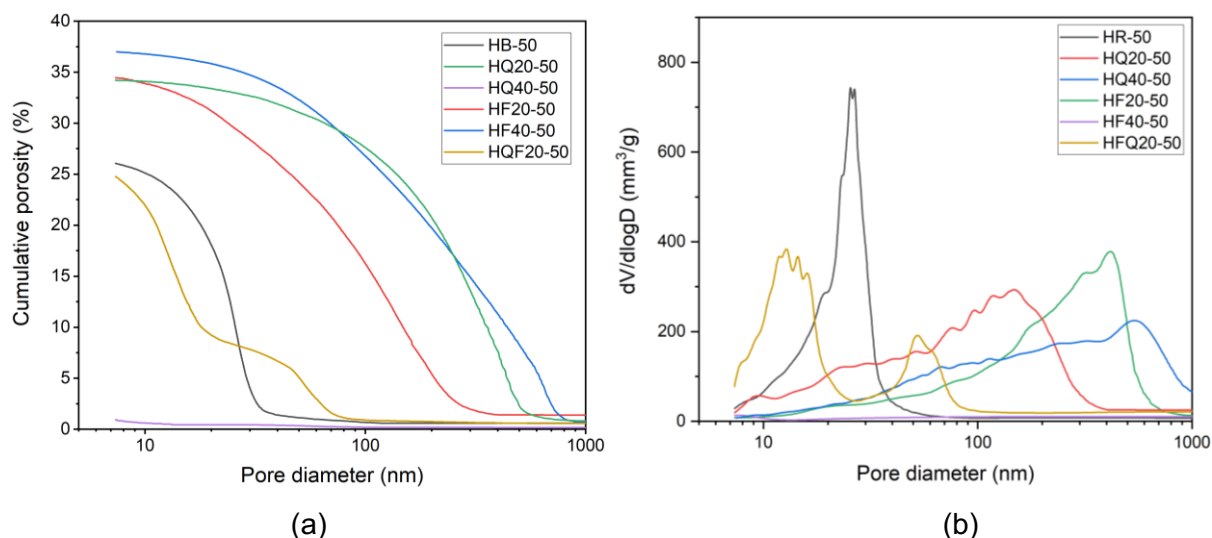 40
35
30
25
20
15
10
5
0
Cumulative porosity (%)
HB-50
HQ20-50
HQ40-50
HF20-50
HF40-50
HQF20-50
10
100
1000
Pore diameter (nm)
(a)
800
600
400
200
0
dV/dlogD (mm³/g)
HR-50
HQ20-50
HQ40-50
HF20-50
HF40-50
HFQ20-50
10
100
1000
Pore diameter (nm)
(b)